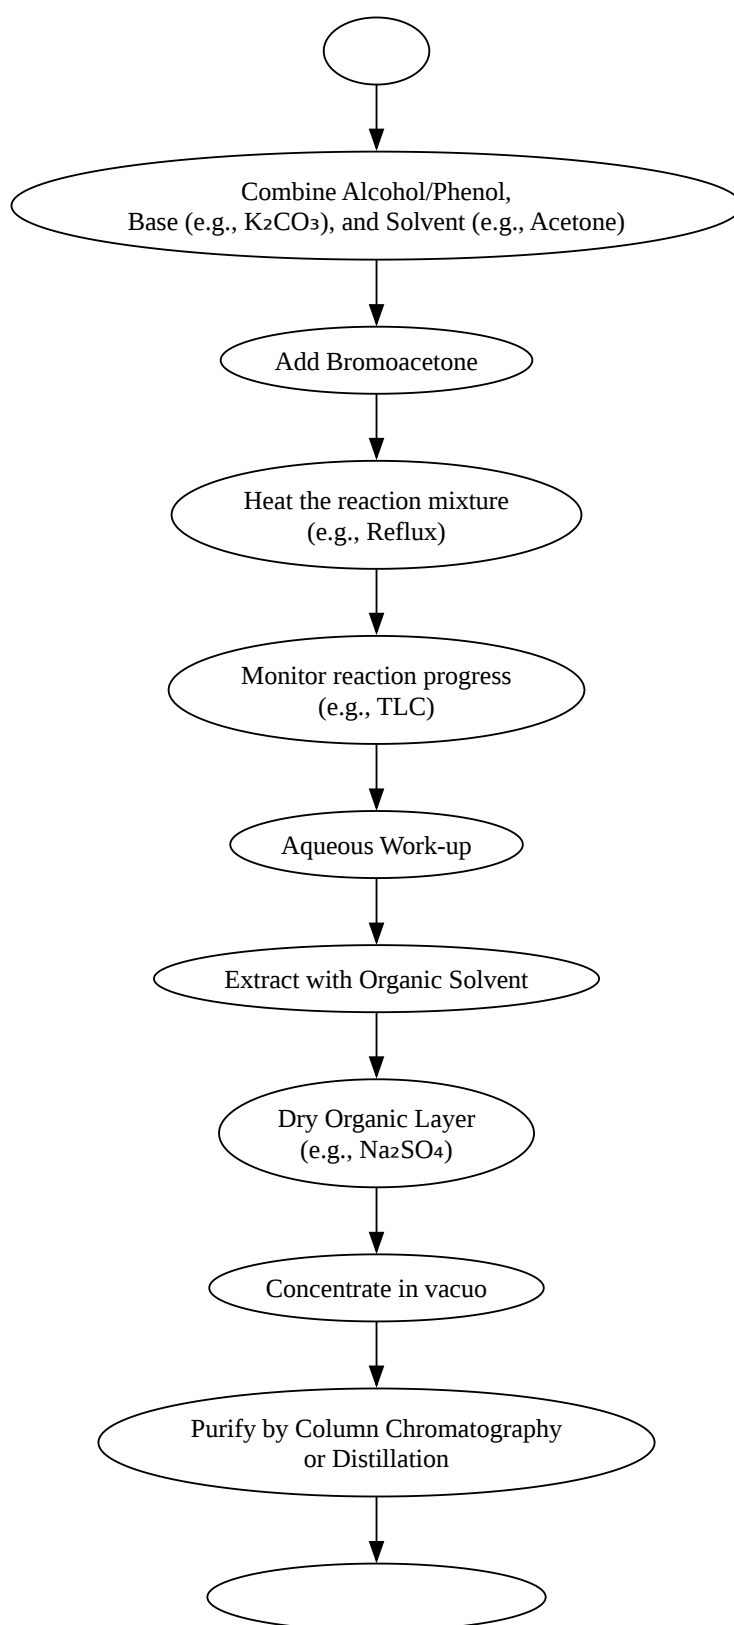 Combine Alcohol/Phenol,
Base (e.g., K₂CO₃), and Solvent (e.g., Acetone)
Add Bromoacetone
Heat the reaction mixture
(e.g., Reflux)
Monitor reaction progress
(e.g., TLC)
Aqueous Work-up
Extract with Organic Solvent
Dry Organic Layer
(e.g., Na₂SO₄)
Concentrate in vacuo
Purify by Column Chromatography
or Distillation